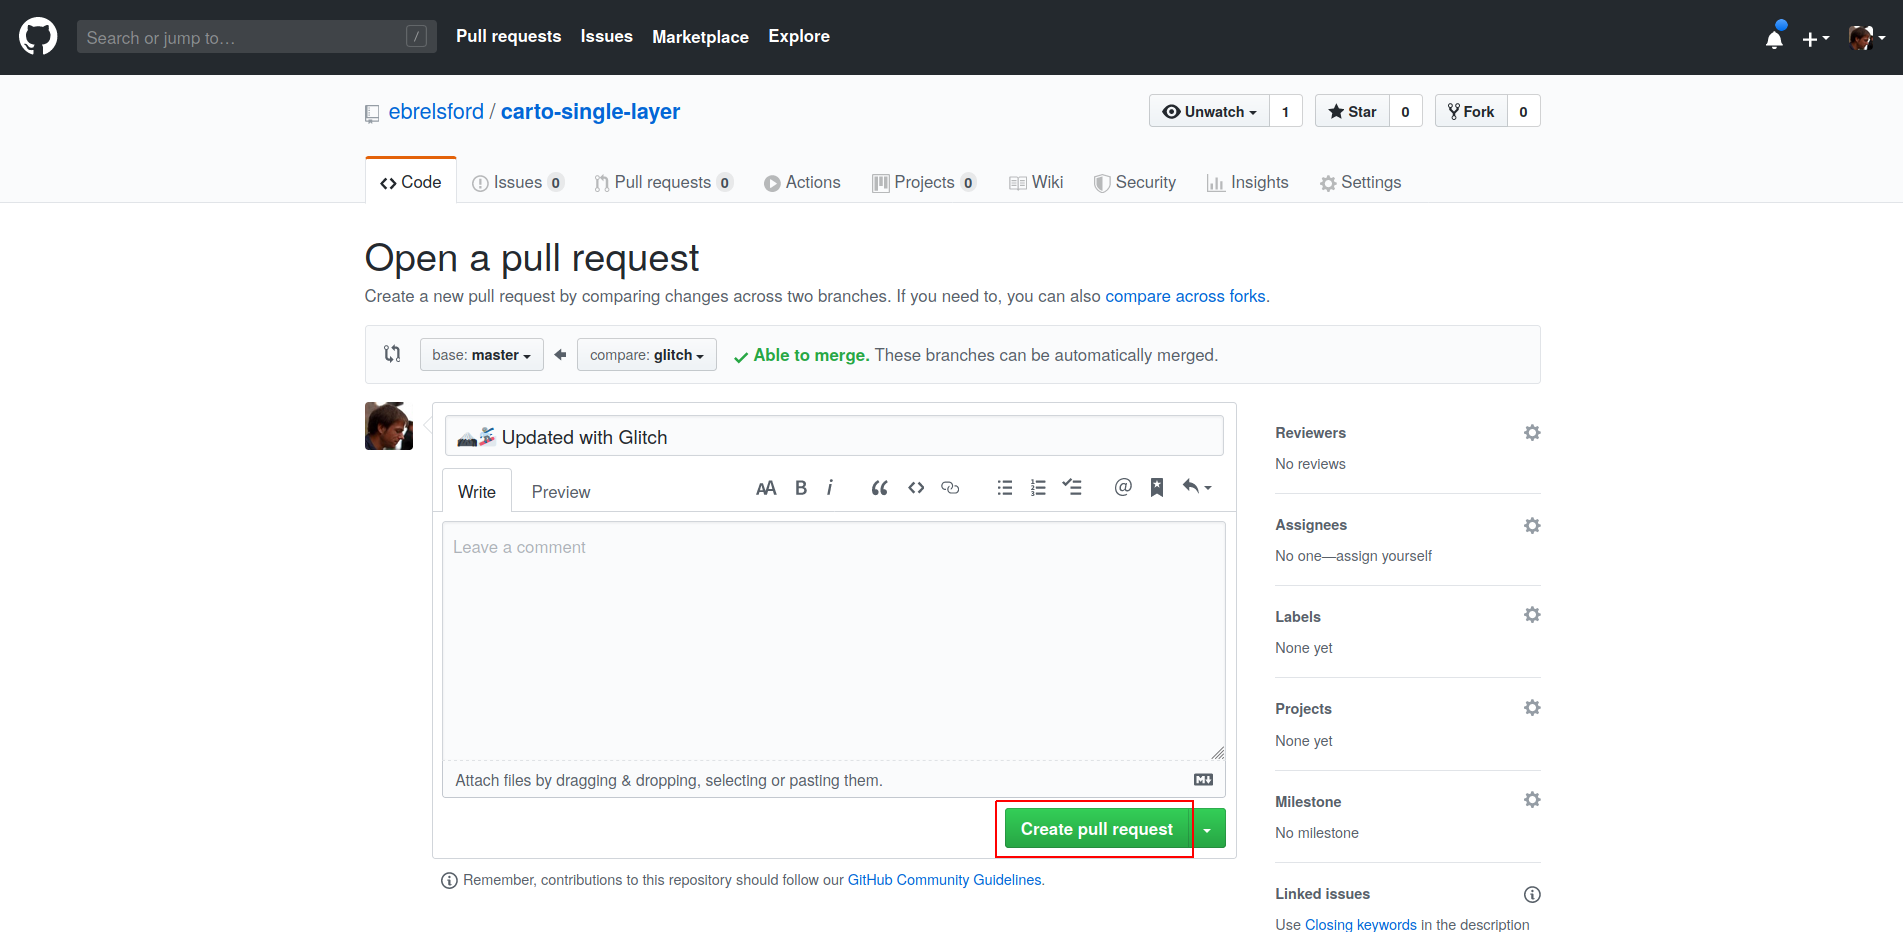 Search or jump to… / Pull requests Issues Marketplace Explore
ebrelsford / carto-single-layer Unwatch 1 Star 0 Fork 0
Code Issues 0 Pull requests 0 Actions Projects 0 Wiki Security Insights Settings
Open a pull request
Create a new pull request by comparing changes across two branches. If you need to, you can also compare across forks.
base: master compare: glitch Able to merge. These branches can be automatically merged.
🏔️🏂 Updated with Glitch
Write Preview
Leave a comment
Attach files by dragging & dropping, selecting or pasting them.
Create pull request
Remember, contributions to this repository should follow our GitHub Community Guidelines.
Reviewers
No reviews
Assignees
No one—assign yourself
Labels
None yet
Projects
None yet
Milestone
No milestone
Linked issues
Use Closing keywords in the description